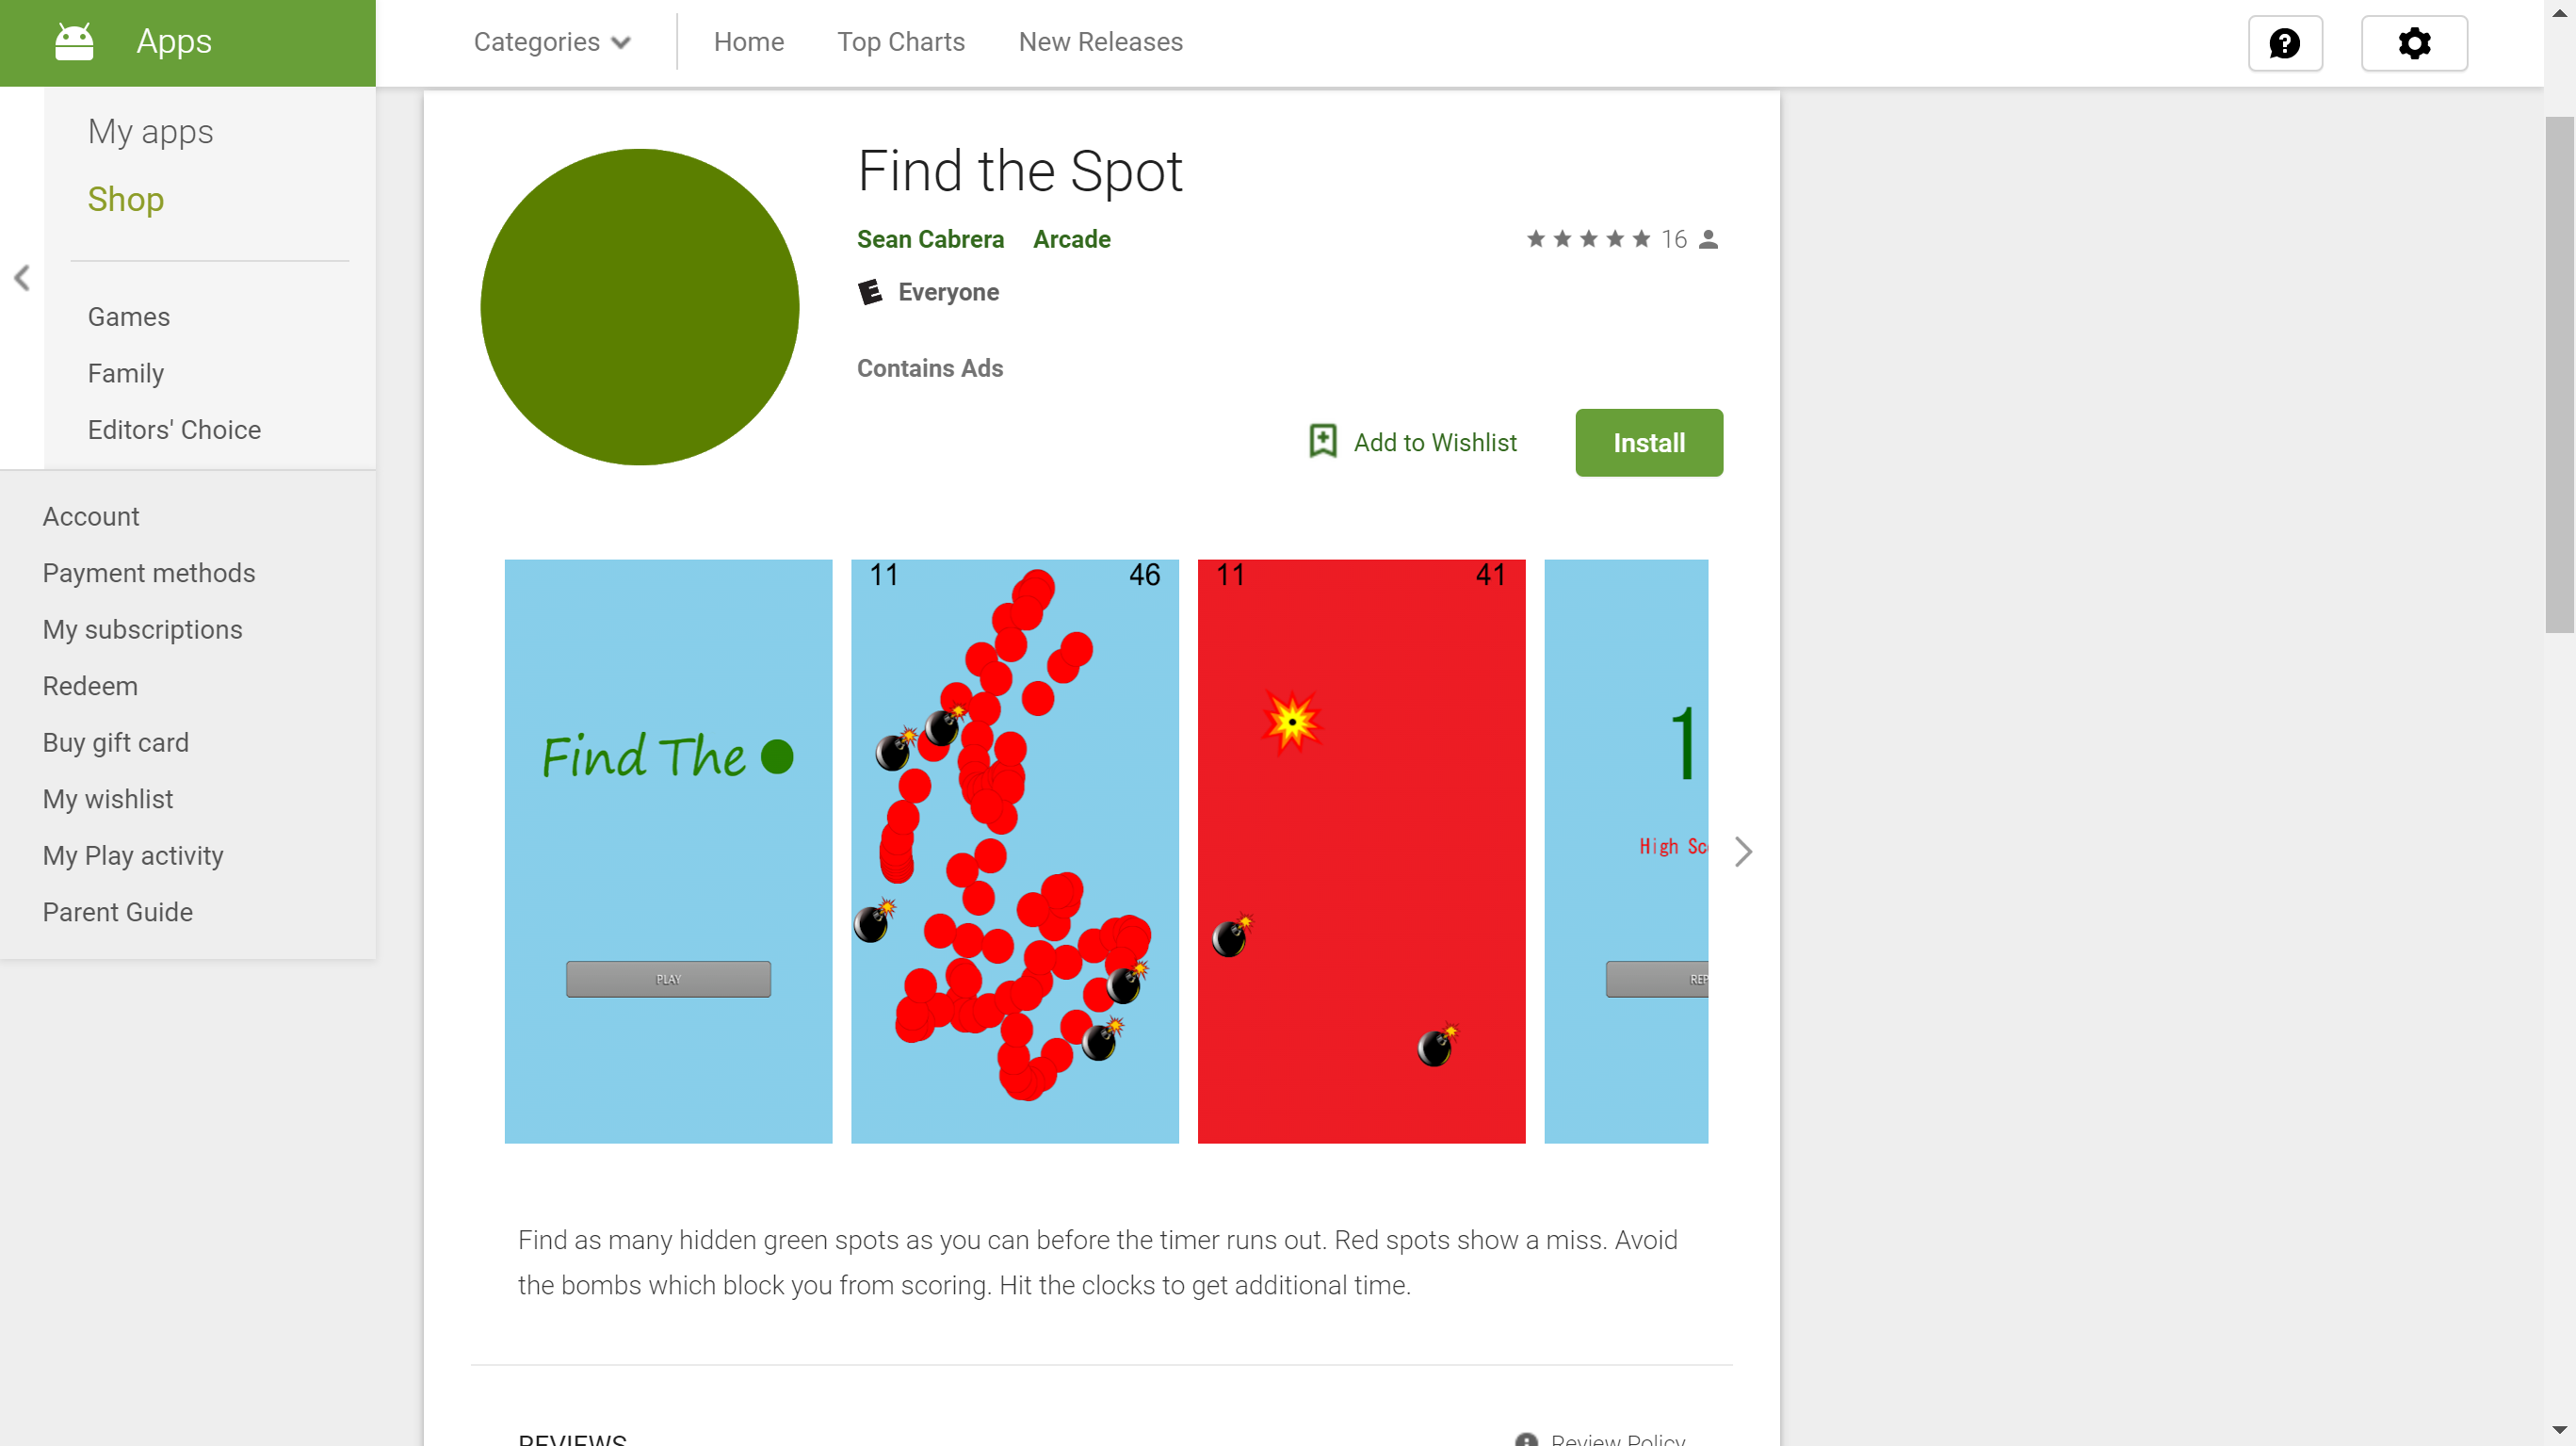 Apps
Categories
Home
Top Charts
New Releases
My apps
Shop
Games
Family
Editors' Choice
Account
Payment methods
My subscriptions
Redeem
Buy gift card
My wishlist
My Play activity
Parent Guide
Find the Spot
Sean Cabrera Arcade
16
E Everyone
Contains Ads
Add to Wishlist
Install
Find The
PLAY
11 46
11 41
1
High Sc
REP
Find as many hidden green spots as you can before the timer runs out. Red spots show a miss. Avoid
the bombs which block you from scoring. Hit the clocks to get additional time.
REVIEWS
Review Policy